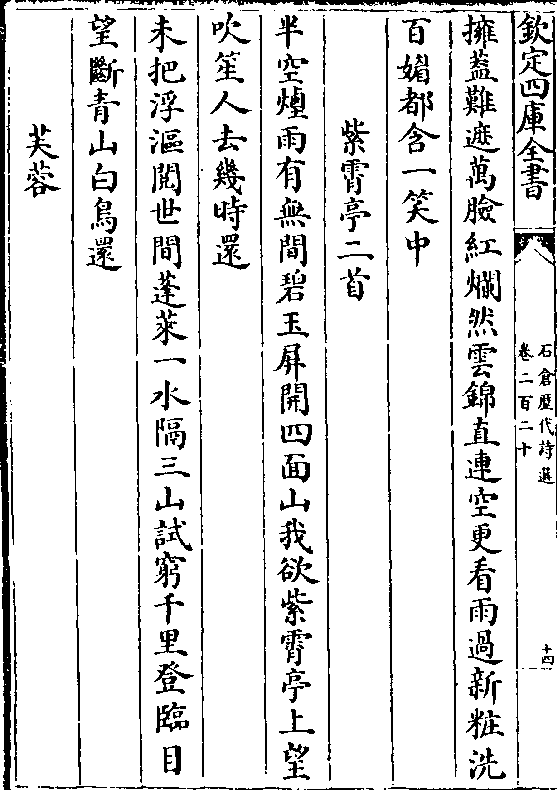 欽定四庫全書
石倉歴代詩選
卷二百二十
十四
擁葢難遮萬臉紅爛然雲錦直連空更看雨過新粧洗
百媚都含一笑中
紫霄亭二首
半空煙雨有無間碧玉屏開四面山我欲紫霄亭上望
吹笙人去幾時還
未把浮漚閲世間蓬萊一水隔三山試窮千里登臨目
望斷青山白鳥還
芙蓉